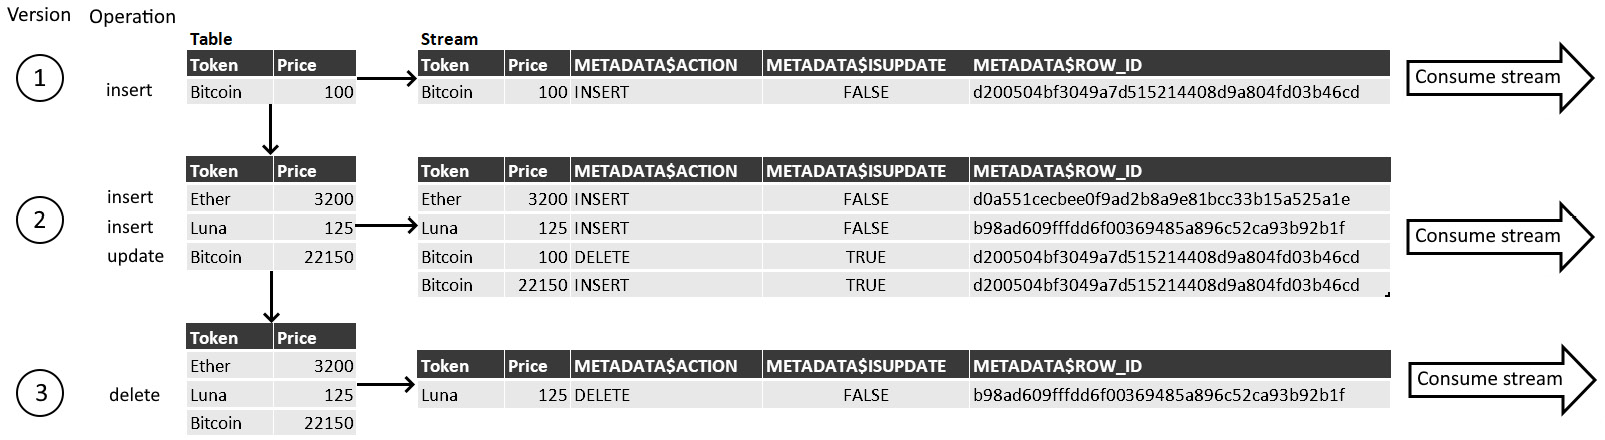 Version Operation
Table Stream
1 Token Price Token Price METADATA$ACTION METADATA$ISUPDATE METADATA$ROW_ID Consume stream
insert Bitcoin 100 Bitcoin 100 INSERT FALSE d200504bf3049a7d515214408d9a804fd03b46cd
Token Price Token Price METADATA$ACTION METADATA$ISUPDATE METADATA$ROW_ID
insert Ether 3200 Ether 3200 INSERT FALSE d0a551cecbee0f9ad2b8a9e81bcc33b15a525a1e
2 insert Luna 125 Luna 125 INSERT FALSE b98ad609fffdd6f00369485a896c52ca93b92b1f Consume stream
update Bitcoin 22150 Bitcoin 100 DELETE TRUE d200504bf3049a7d515214408d9a804fd03b46cd
Bitcoin 22150 INSERT TRUE d200504bf3049a7d515214408d9a804fd03b46cd
Token Price
Ether 3200 Token Price METADATA$ACTION METADATA$ISUPDATE METADATA$ROW_ID Consume stream
3 delete Luna 125 Luna 125 DELETE FALSE b98ad609fffdd6f00369485a896c52ca93b92b1f
Bitcoin 22150